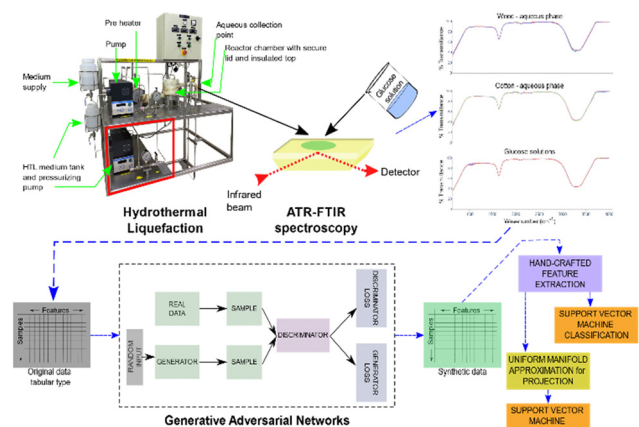 Pre heater
Pump
Medium
supply
HTL medium tank
and pressurizing
pump
Aqueous collection
point
Reactor chamber with secure
lid and insulated top
Hydrothermal
Liquefaction
Glucose
solution
Infrared
beam
Detector
ATR-FTIR
spectroscopy
Wood - aqueous phase
% Transmittance
Cotton - aqueous phase
% Transmittance
Glucose solutions
% Transmittance
Features
Samples
Original data
tabular type
RANDOM
INPUT
REAL
DATA
GENERATOR
SAMPLE
SAMPLE
DISCRIMINATOR
DISCRIMINATOR
LOSS
GENERATOR
LOSS
Generative Adversarial Networks
Features
Samples
Synthetic data
HAND-CRAFTED
FEATURE
EXTRACTION
SUPPORT VECTOR
MACHINE
CLASSIFICATION
UNIFORM MANIFOLD
APPROXIMATION for
PROJECTION
SUPPORT VECTOR
MACHINE